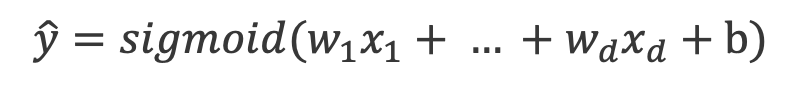 ŷ = sigmoid(w₁x₁ + ... + w_dx_d + b)